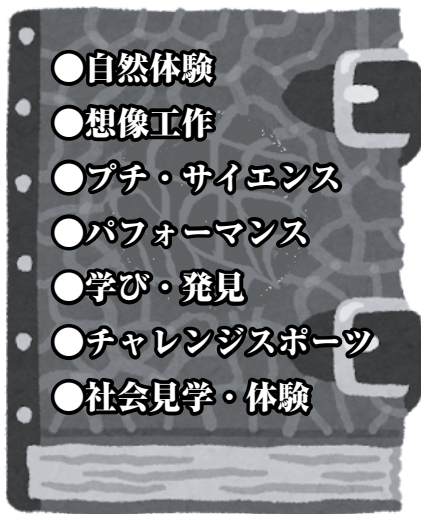 ●自然体験
●想像工作
●プチ・サイエンス
●パフォーマンス
●学び・発見
●チャレンジスポーツ
●社会見学・体験